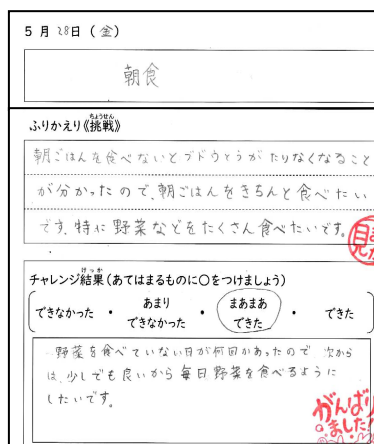 5 月 28日 ( 金 )
朝食
ふりかえり《挑戦》
ちょうせん
朝ごはんを食べないとブドウとうがたりなくなること
が分かったので、朝ごはんをきちんと食べたい
です。特に野菜などをたくさん食べたいです。
チャレンジ結果 (あてはまるものに○をつけましょう)
けっか
できなかった ・ あまりできなかった ・ まあまあできた ・ できた
野菜を食べていない日が何回かあったので 次から
は、少しでも良いから毎日野菜を食べるように
したいです。
がんばり
ました!